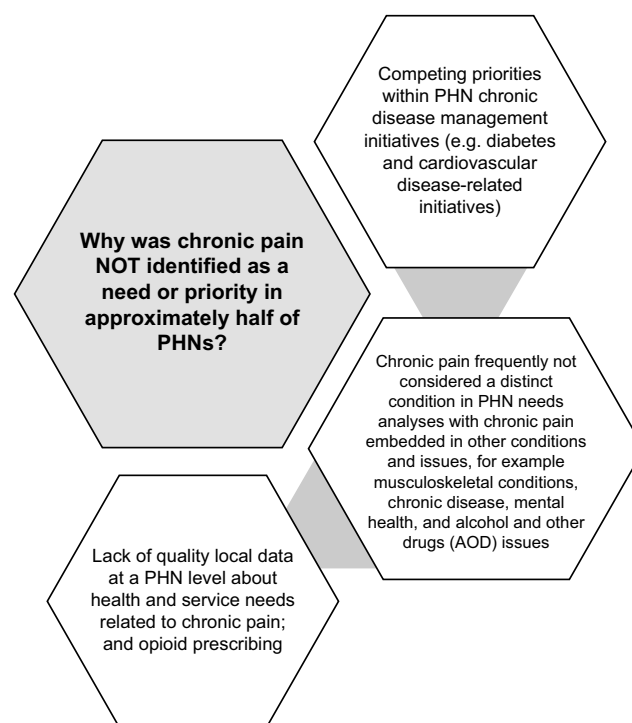 Competing priorities
within PHN chronic
disease management
initiatives (e.g. diabetes
and cardiovascular
disease-related
initiatives)
Why was chronic pain
NOT identified as a
need or priority in
approximately half of
PHNs?
Chronic pain frequently not
considered a distinct
condition in PHN needs
analyses with chronic pain
embedded in other conditions
and issues, for example
musculoskeletal conditions,
chronic disease, mental
health, and alcohol and other
drugs (AOD) issues
Lack of quality local data
at a PHN level about
health and service needs
related to chronic pain;
and opioid prescribing